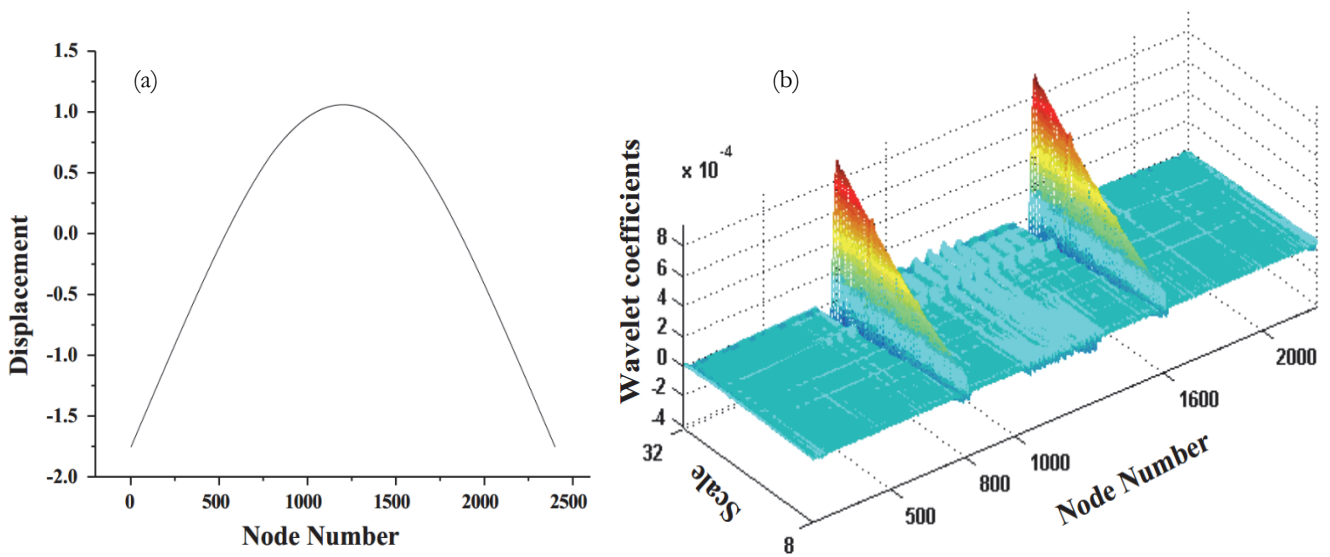 (a)
1.5
1.0
0.5
0.0
-0.5
-1.0
-1.5
-2.0
Displacement
0 500 1000 1500 2000 2500
Node Number
(b)
x 10 -4
8
6
4
2
0
-2
-4
Wavelet coefficients
32
8
Scale
500
800
1000
1600
2000
Node Number